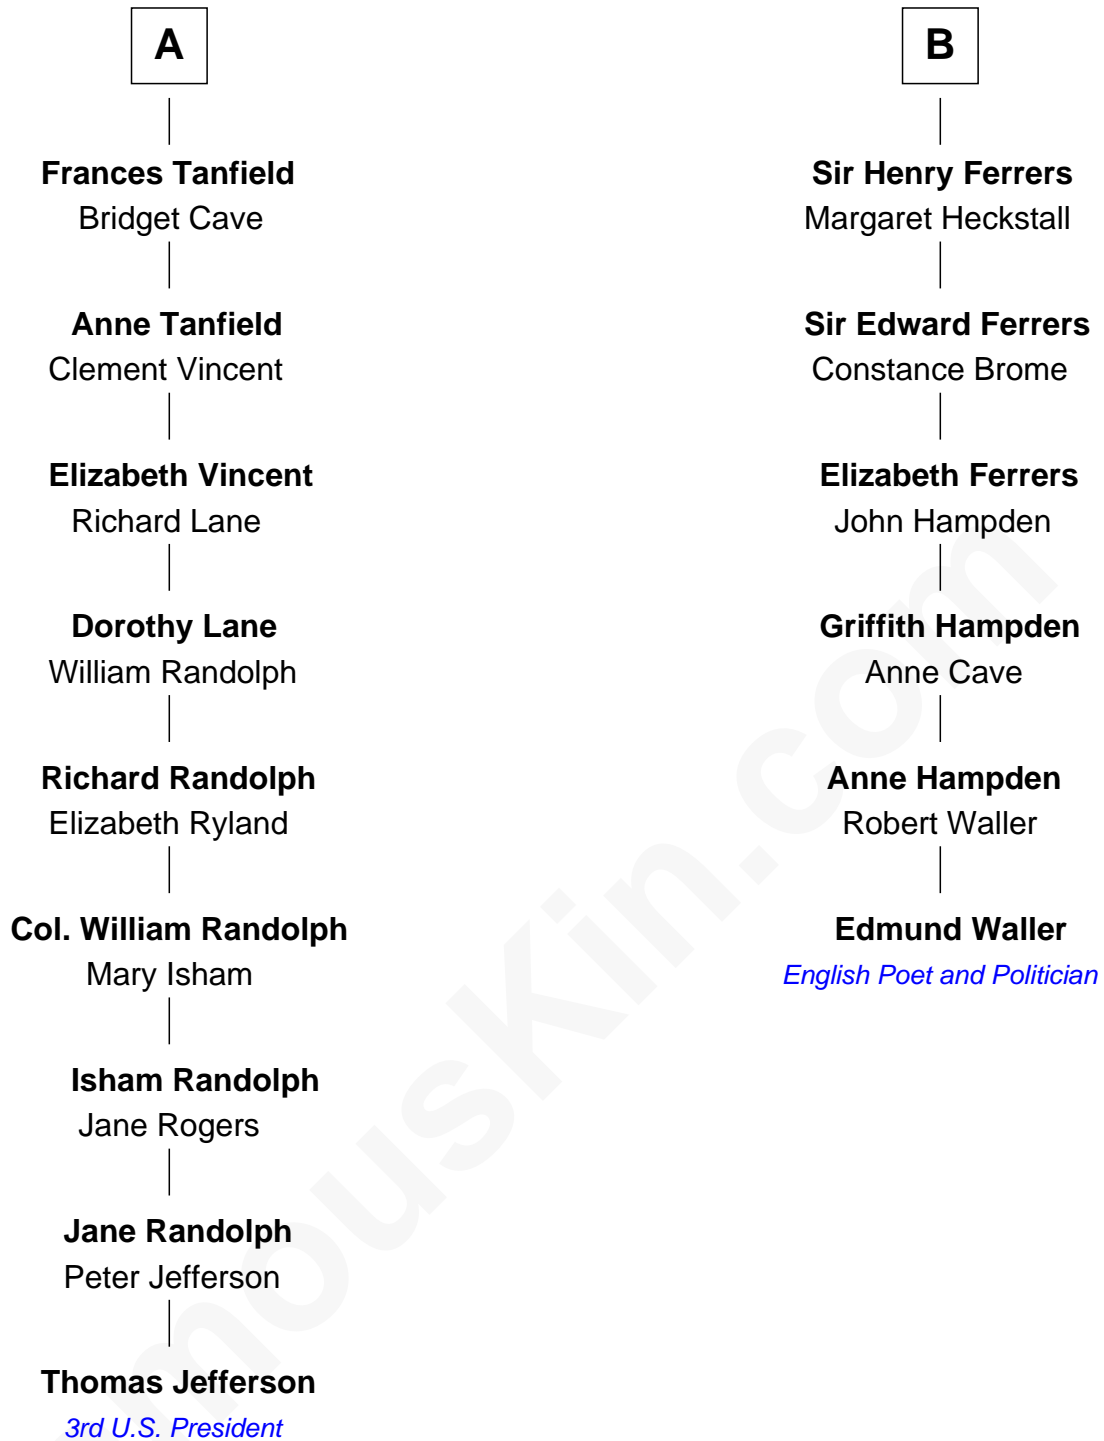 A
Frances Tanfield
Bridget Cave
Anne Tanfield
Clement Vincent
Elizabeth Vincent
Richard Lane
Dorothy Lane
William Randolph
Richard Randolph
Elizabeth Ryland
Col. William Randolph
Mary Isham
Isham Randolph
Jane Rogers
Jane Randolph
Peter Jefferson
Thomas Jefferson
3rd U.S. President
B
Sir Henry Ferrers
Margaret Heckstall
Sir Edward Ferrers
Constance Brome
Elizabeth Ferrers
John Hampden
Griffith Hampden
Anne Cave
Anne Hampden
Robert Waller
Edmund Waller
English Poet and Politician
mouskin.com